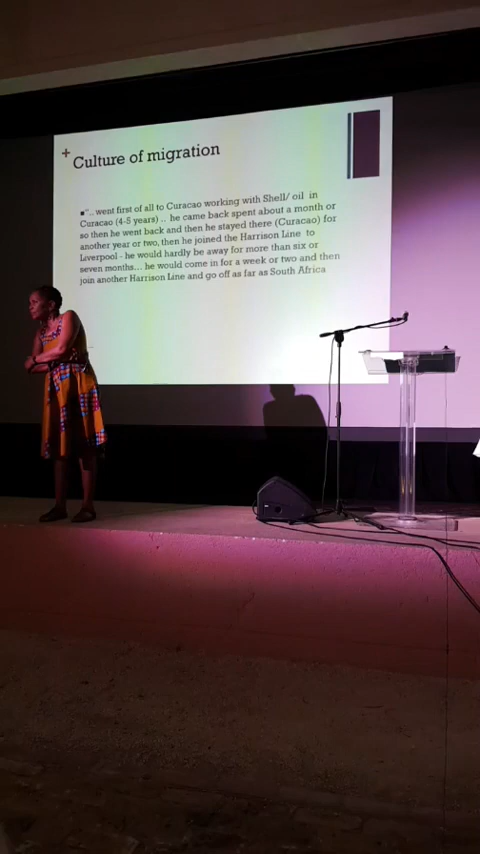 + Culture of migration
■".. went first of all to Curacao working with Shell/ oil in
Curacao (4-5 years) .. he came back spent about a month or
so then he went back and then he stayed there (Curacao) for
another year or two, then he joined the Harrison Line to
Liverpool - he would hardly be away for more than six or
seven months... he would come in for a week or two and then
join another Harrison Line and go off as far as South Africa